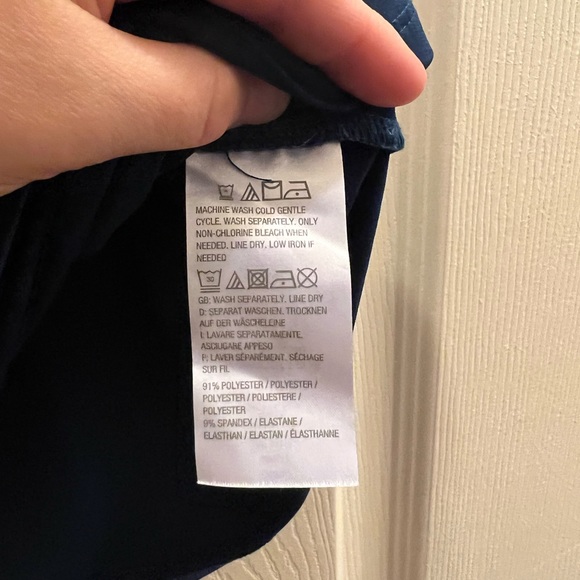 MACHINE WASH COLD GENTLE
CYCLE. WASH SEPARATELY. ONLY
NON-CHLORINE BLEACH WHEN
NEEDED. LINE DRY. LOW IRON IF
NEEDED
30
GB: WASH SEPARATELY. LINE DRY
D: SEPARAT WASCHEN. TROCKNEN
AUF DER WÄSCHELEINE
I: LAVARE SEPARATAMENTE.
ASCIUGARE APPESO
F: LAVER SÉPARÉMENT. SÉCHAGE
SUR FIL
91% POLYESTER / POLYESTER /
POLYESTER / POLIESTERE /
POLYESTER
9% SPANDEX / ELASTANE /
ELASTHAN / ELASTAN / ÉLASTHANNE